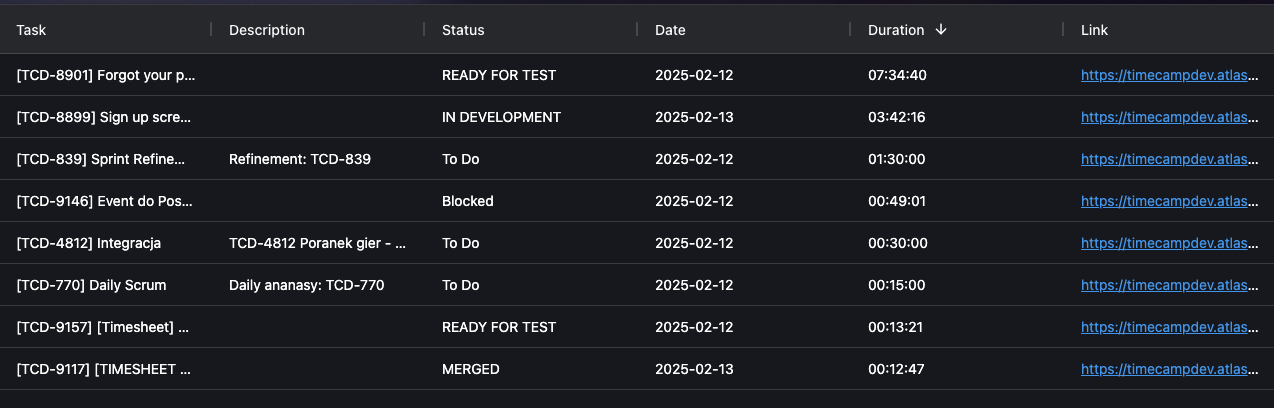 Task Description Status Date Duration ↓ Link
[TCD-8901] Forgot your p... READY FOR TEST 2025-02-12 07:34:40 https://timecampdev.atlas...
[TCD-8899] Sign up scre... IN DEVELOPMENT 2025-02-13 03:42:16 https://timecampdev.atlas...
[TCD-839] Sprint Refine... Refinement: TCD-839 To Do 2025-02-12 01:30:00 https://timecampdev.atlas...
[TCD-9146] Event do Pos... Blocked 2025-02-12 00:49:01 https://timecampdev.atlas...
[TCD-4812] Integracja TCD-4812 Poranek gier - ... To Do 2025-02-12 00:30:00 https://timecampdev.atlas...
[TCD-770] Daily Scrum Daily ananasy: TCD-770 To Do 2025-02-12 00:15:00 https://timecampdev.atlas...
[TCD-9157] [Timesheet] ... READY FOR TEST 2025-02-12 00:13:21 https://timecampdev.atlas...
[TCD-9117] [TIMESHEET ... MERGED 2025-02-13 00:12:47 https://timecampdev.atlas...